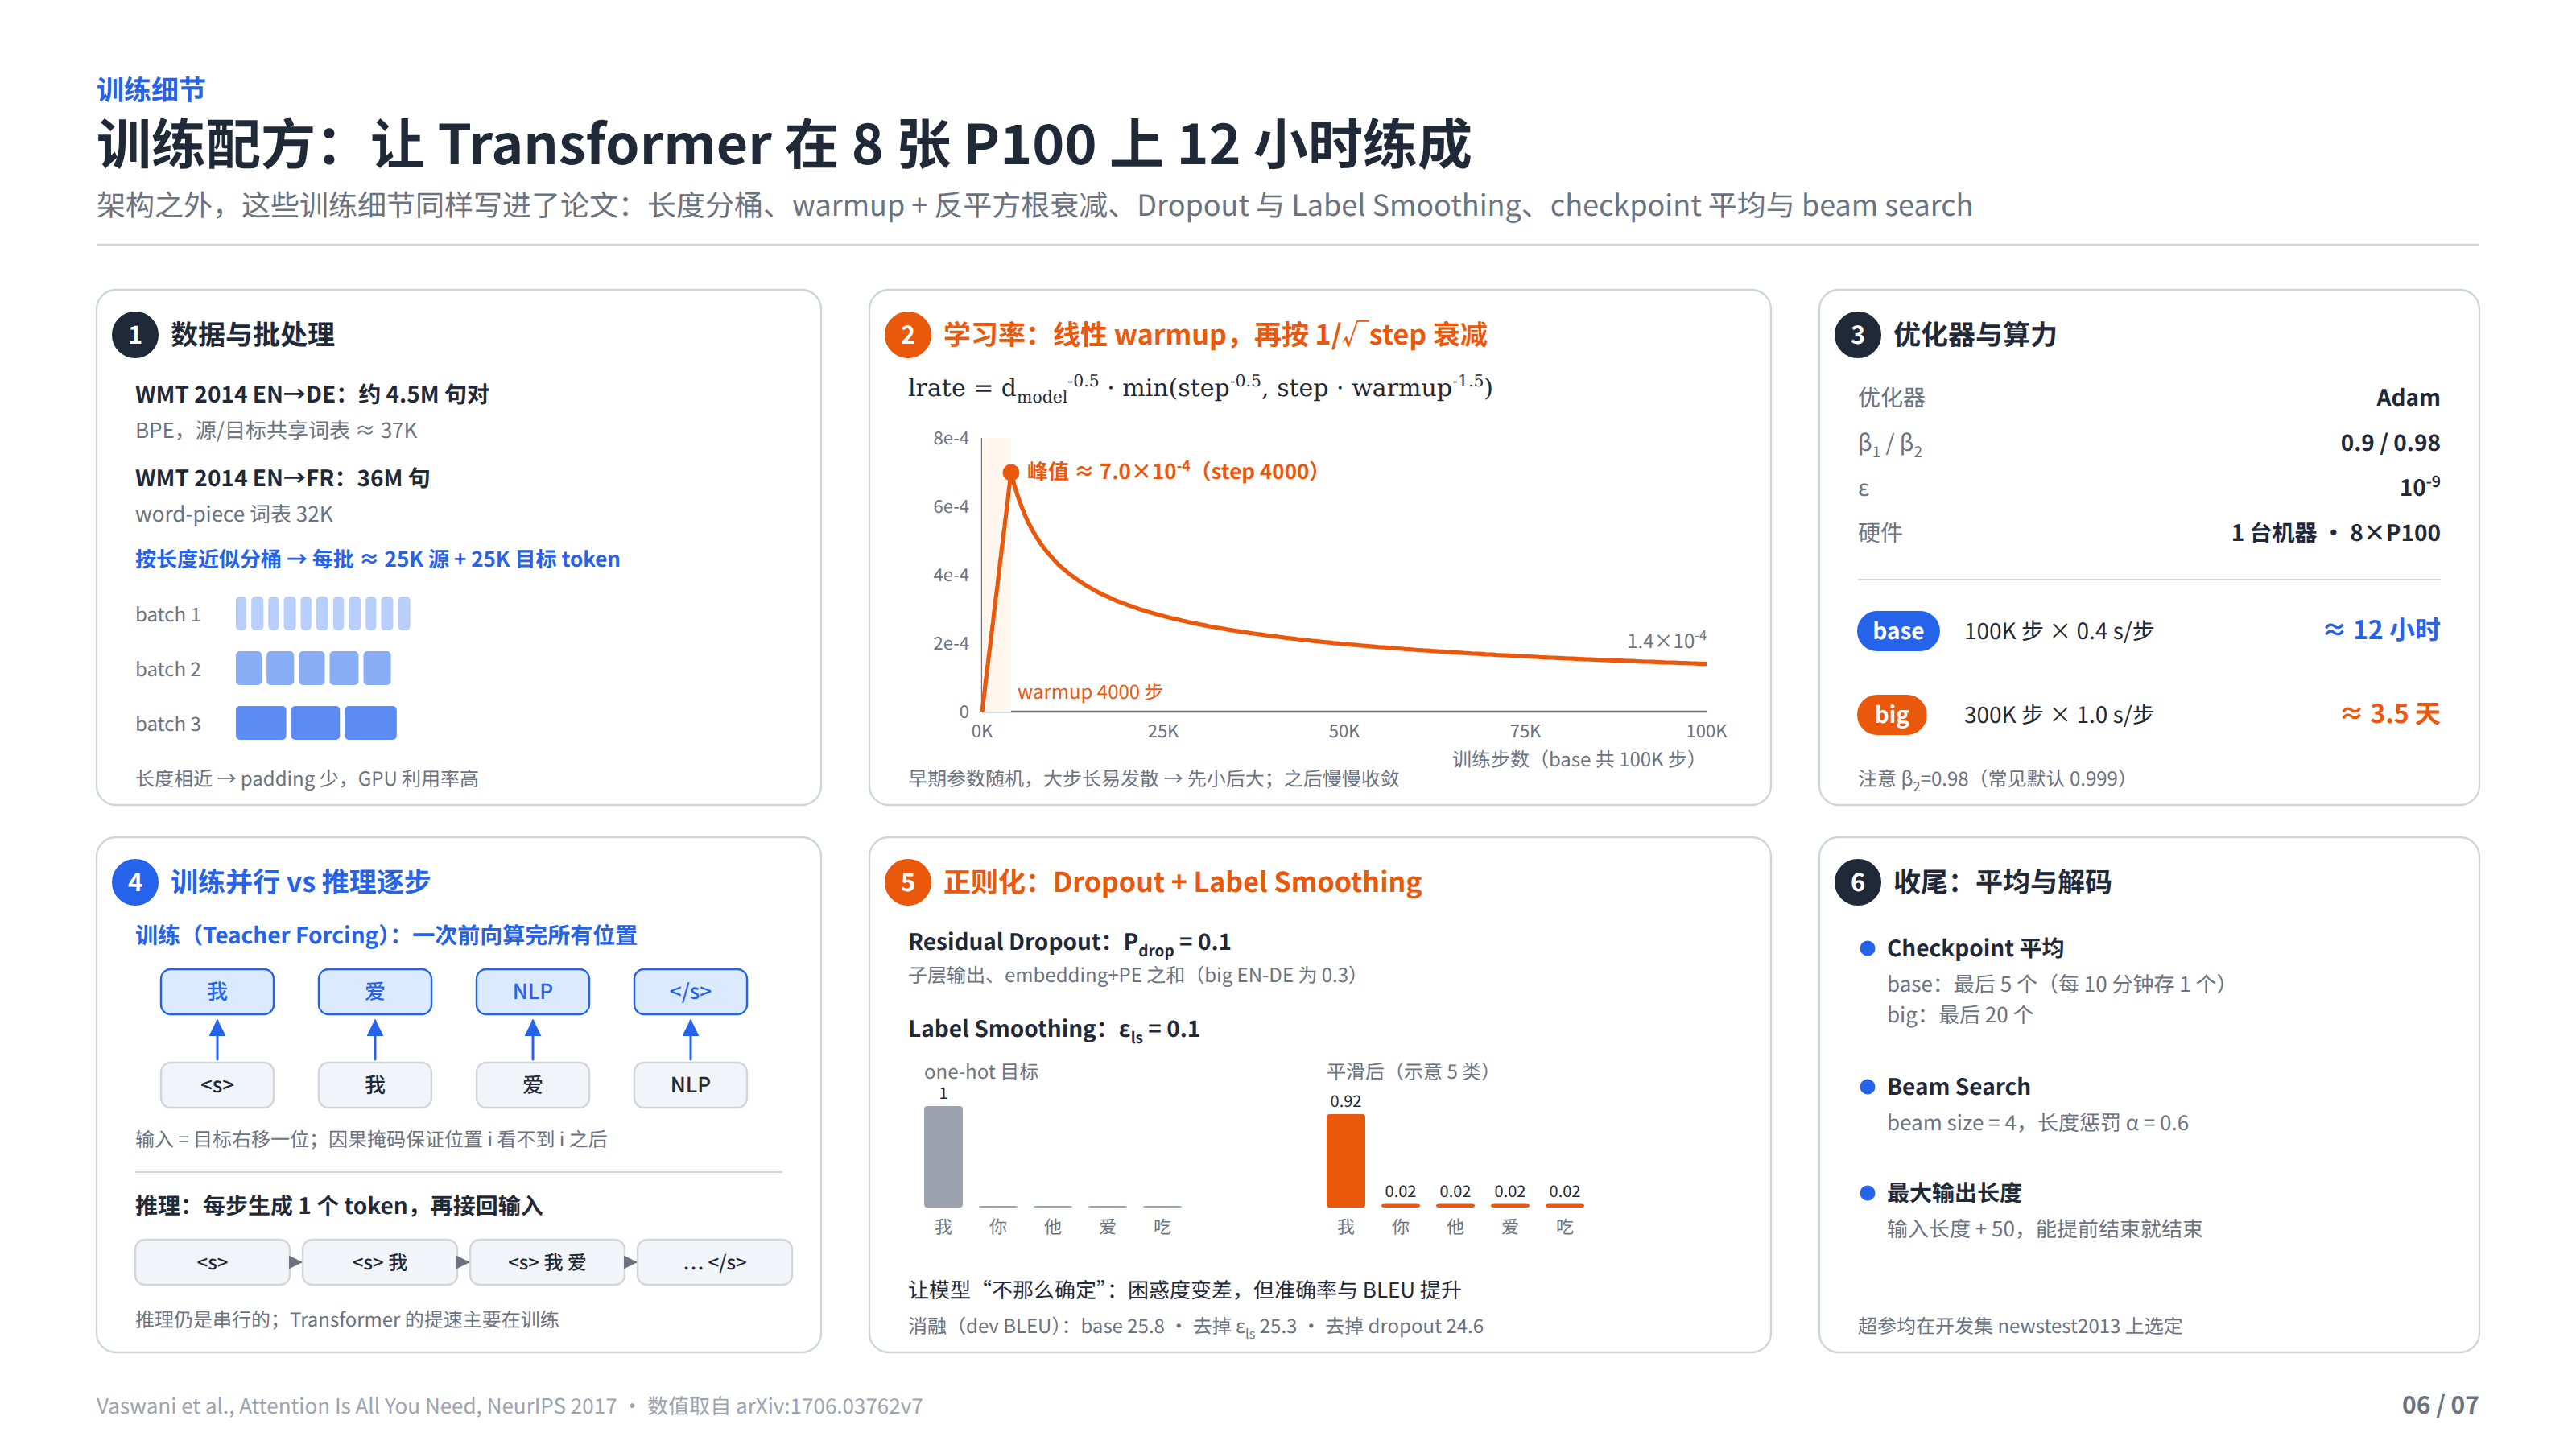 训练细节
训练配方：让 Transformer 在 8 张 P100 上 12 小时练成
架构之外，这些训练细节同样写进了论文：长度分桶、warmup + 反平方根衰减、Dropout 与 Label Smoothing、checkpoint 平均与 beam search
1 数据与批处理
WMT 2014 EN→DE：约 4.5M 句对
BPE，源/目标共享词表 ≈ 37K
WMT 2014 EN→FR：36M 句
word-piece 词表 32K
按长度近似分桶 → 每批 ≈ 25K 源 + 25K 目标 token
batch 1
batch 2
batch 3
长度相近 → padding 少，GPU 利用率高
2 学习率：线性 warmup，再按 1/√step 衰减
lrate = d_model^-0.5 · min(step^-0.5, step · warmup^-1.5)
8e-4
6e-4
4e-4
2e-4
0
峰值 ≈ 7.0×10^-4（step 4000）
1.4×10^-4
warmup 4000 步
0K 25K 50K 75K 100K
训练步数（base 共 100K 步）
早期参数随机，大步长易发散 → 先小后大；之后慢慢收敛
3 优化器与算力
优化器 Adam
β₁ / β₂ 0.9 / 0.98
ε 10^-9
硬件 1 台机器 · 8×P100
base 100K 步 × 0.4 s/步 ≈ 12 小时
big 300K 步 × 1.0 s/步 ≈ 3.5 天
注意 β₂=0.98（常见默认 0.999）
4 训练并行 vs 推理逐步
训练（Teacher Forcing）：一次前向算完所有位置
我 爱 NLP </s>
<s> 我 爱 NLP
输入 = 目标右移一位；因果掩码保证位置 i 看不到 i 之后
推理：每步生成 1 个 token，再接回输入
<s> <s> 我 <s> 我 爱 … </s>
推理仍是串行的；Transformer 的提速主要在训练
5 正则化：Dropout + Label Smoothing
Residual Dropout：P_drop = 0.1
子层输出、embedding+PE 之和（big EN-DE 为 0.3）
Label Smoothing：ε_ls = 0.1
one-hot 目标
1
我 你 他 爱 吃
平滑后（示意 5 类）
0.92 0.02 0.02 0.02 0.02
我 你 他 爱 吃
让模型“不那么确定”：困惑度变差，但准确率与 BLEU 提升
消融（dev BLEU）：base 25.8 · 去掉 ε_ls 25.3 · 去掉 dropout 24.6
6 收尾：平均与解码
Checkpoint 平均
base：最后 5 个（每 10 分钟存 1 个）
big：最后 20 个
Beam Search
beam size = 4，长度惩罚 α = 0.6
最大输出长度
输入长度 + 50，能提前结束就结束
超参均在开发集 newstest2013 上选定
Vaswani et al., Attention Is All You Need, NeurIPS 2017 · 数值取自 arXiv:1706.03762v7
06 / 07